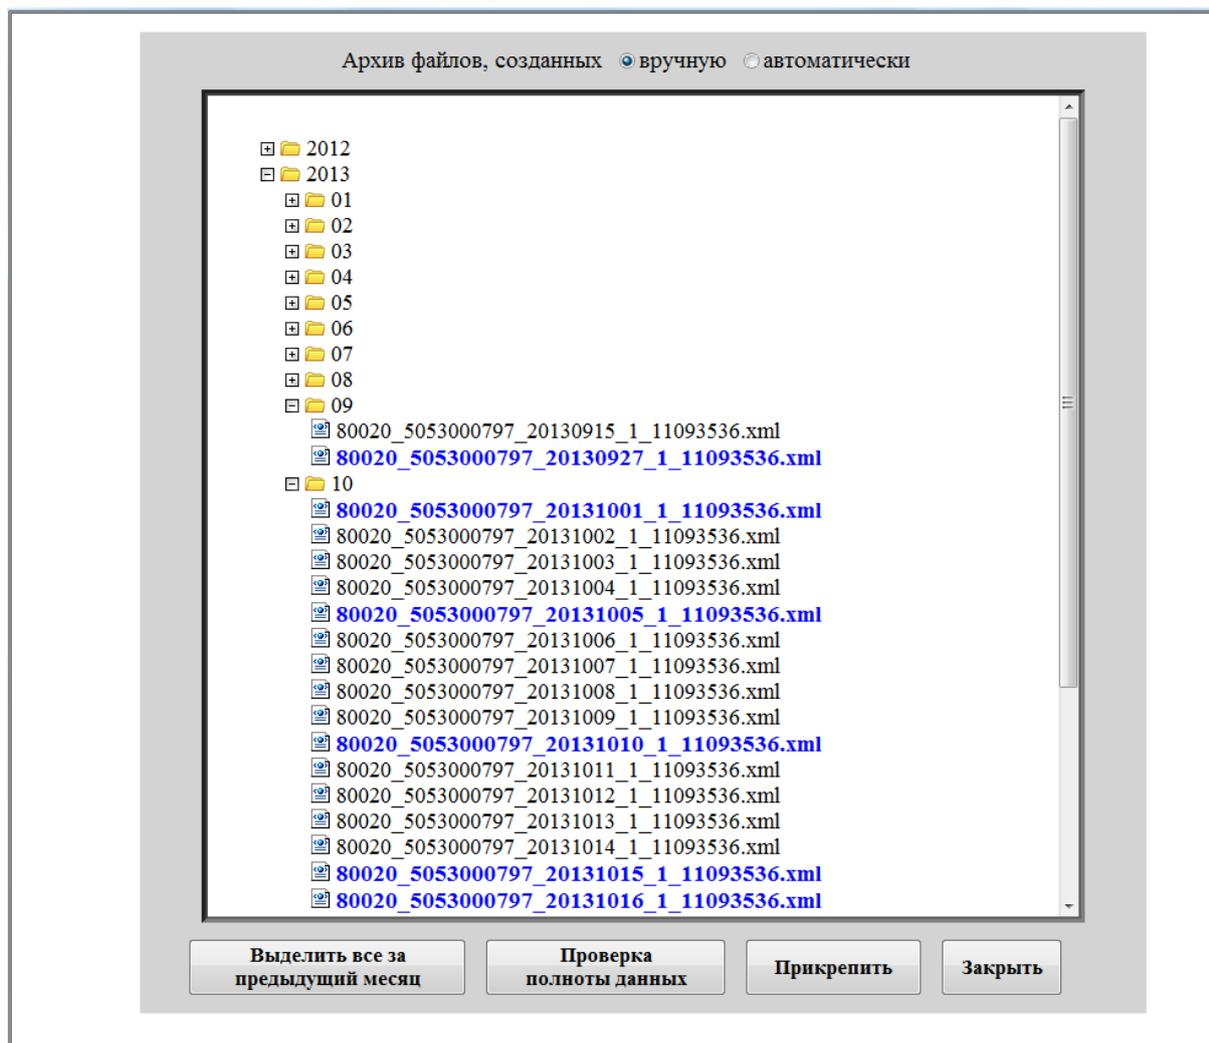 Архив файлов, созданных вручную автоматически
2012
2013
01
02
03
04
05
06
07
08
09
80020_5053000797_20130915_1_11093536.xml
80020_5053000797_20130927_1_11093536.xml
10
80020_5053000797_20131001_1_11093536.xml
80020_5053000797_20131002_1_11093536.xml
80020_5053000797_20131003_1_11093536.xml
80020_5053000797_20131004_1_11093536.xml
80020_5053000797_20131005_1_11093536.xml
80020_5053000797_20131006_1_11093536.xml
80020_5053000797_20131007_1_11093536.xml
80020_5053000797_20131008_1_11093536.xml
80020_5053000797_20131009_1_11093536.xml
80020_5053000797_20131010_1_11093536.xml
80020_5053000797_20131011_1_11093536.xml
80020_5053000797_20131012_1_11093536.xml
80020_5053000797_20131013_1_11093536.xml
80020_5053000797_20131014_1_11093536.xml
80020_5053000797_20131015_1_11093536.xml
80020_5053000797_20131016_1_11093536.xml
Выделить все за
предыдущий месяц
Проверка
полноты данных
Прикрепить
Закрыть